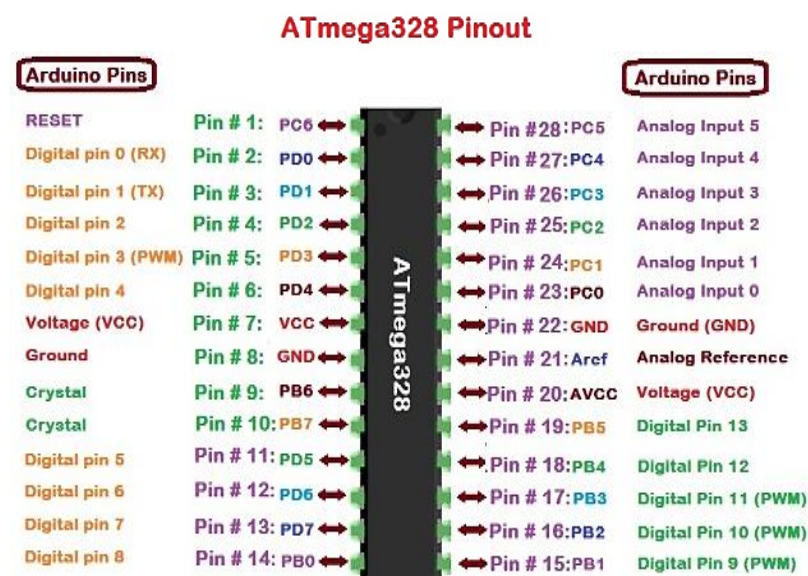 ATmega328 Pinout
Arduino Pins Arduino Pins
RESET Pin # 1: PC6 Pin #28:PC5 Analog Input 5
Digital pin 0 (RX) Pin # 2: PD0 Pin #27:PC4 Analog Input 4
Digital pin 1 (TX) Pin # 3: PD1 Pin #26:PC3 Analog Input 3
Digital pin 2 Pin # 4: PD2 Pin #25:PC2 Analog Input 2
Digital pin 3 (PWM) Pin # 5: PD3 Pin #24:PC1 Analog Input 1
Digital pin 4 Pin # 6: PD4 Pin #23:PC0 Analog Input 0
Voltage (VCC) Pin # 7: VCC Pin #22:GND Ground (GND)
Ground Pin # 8: GND Pin #21:Aref Analog Reference
Crystal Pin # 9: PB6 Pin #20:AVCC Voltage (VCC)
Crystal Pin # 10:PB7 Pin #19:PB5 Digital Pin 13
Digital pin 5 Pin # 11: PD5 Pin #18:PB4 Digital Pin 12
Digital pin 6 Pin # 12: PD6 Pin #17:PB3 Digital Pin 11 (PWM)
Digital pin 7 Pin # 13: PD7 Pin #16:PB2 Digital Pin 10 (PWM)
Digital pin 8 Pin # 14: PB0 Pin #15:PB1 Digital Pin 9 (PWM)
ATmega328